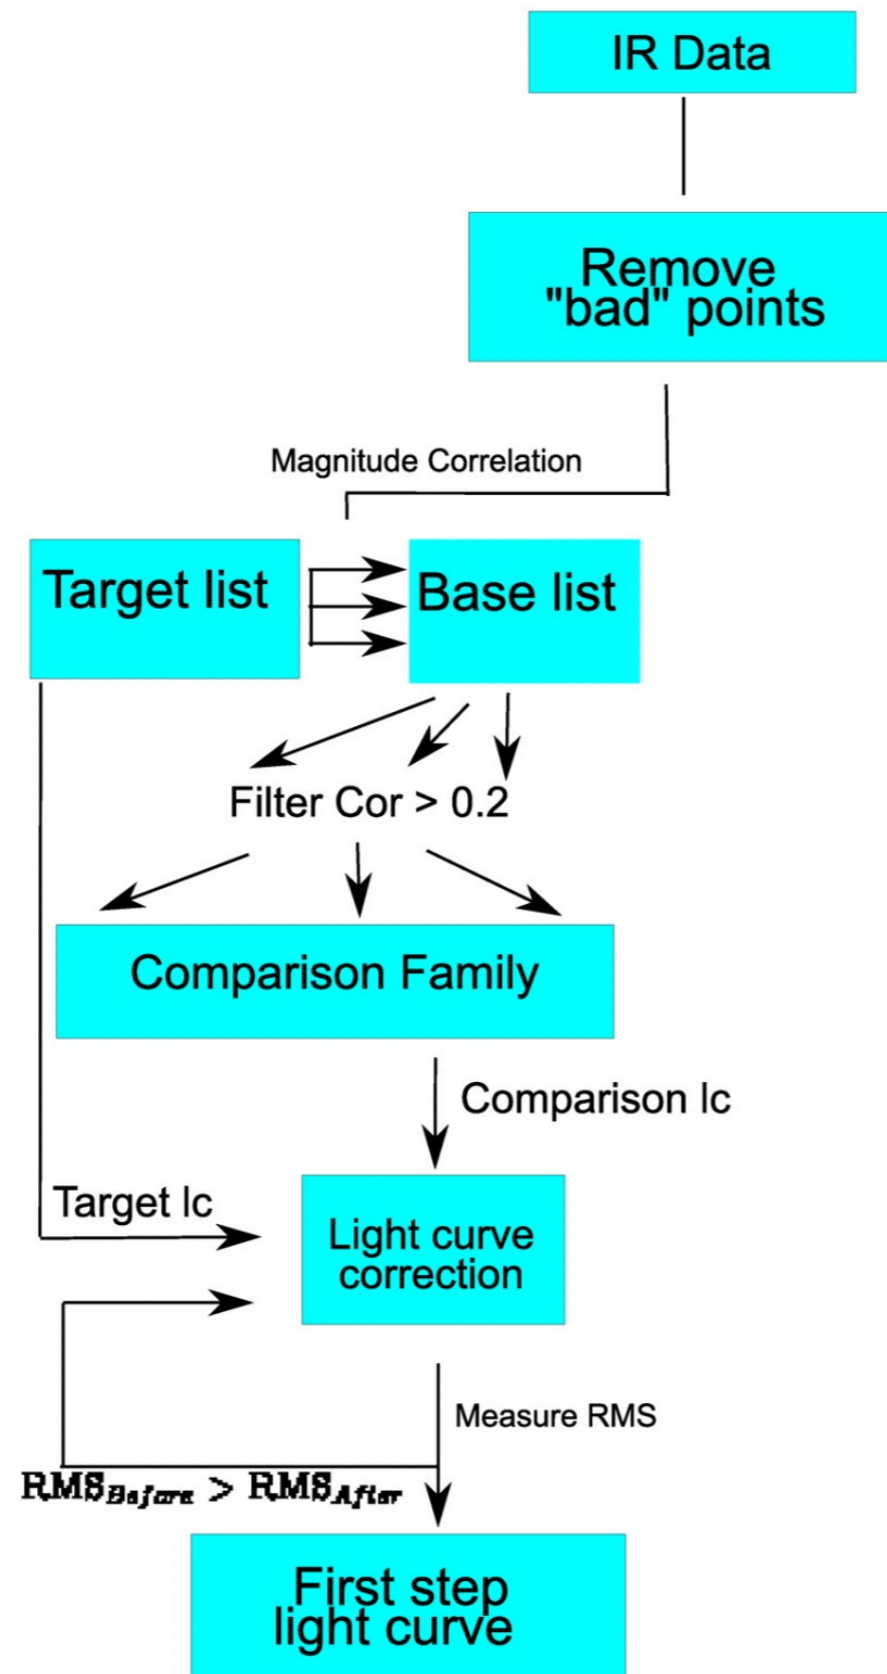 IR Data
Remove
"bad" points
Magnitude Correlation
Target list
Base list
Filter Cor > 0.2
Comparison Family
Comparison lc
Target lc
Light curve
correction
Measure RMS
RMS_Before > RMS_After
First step
light curve